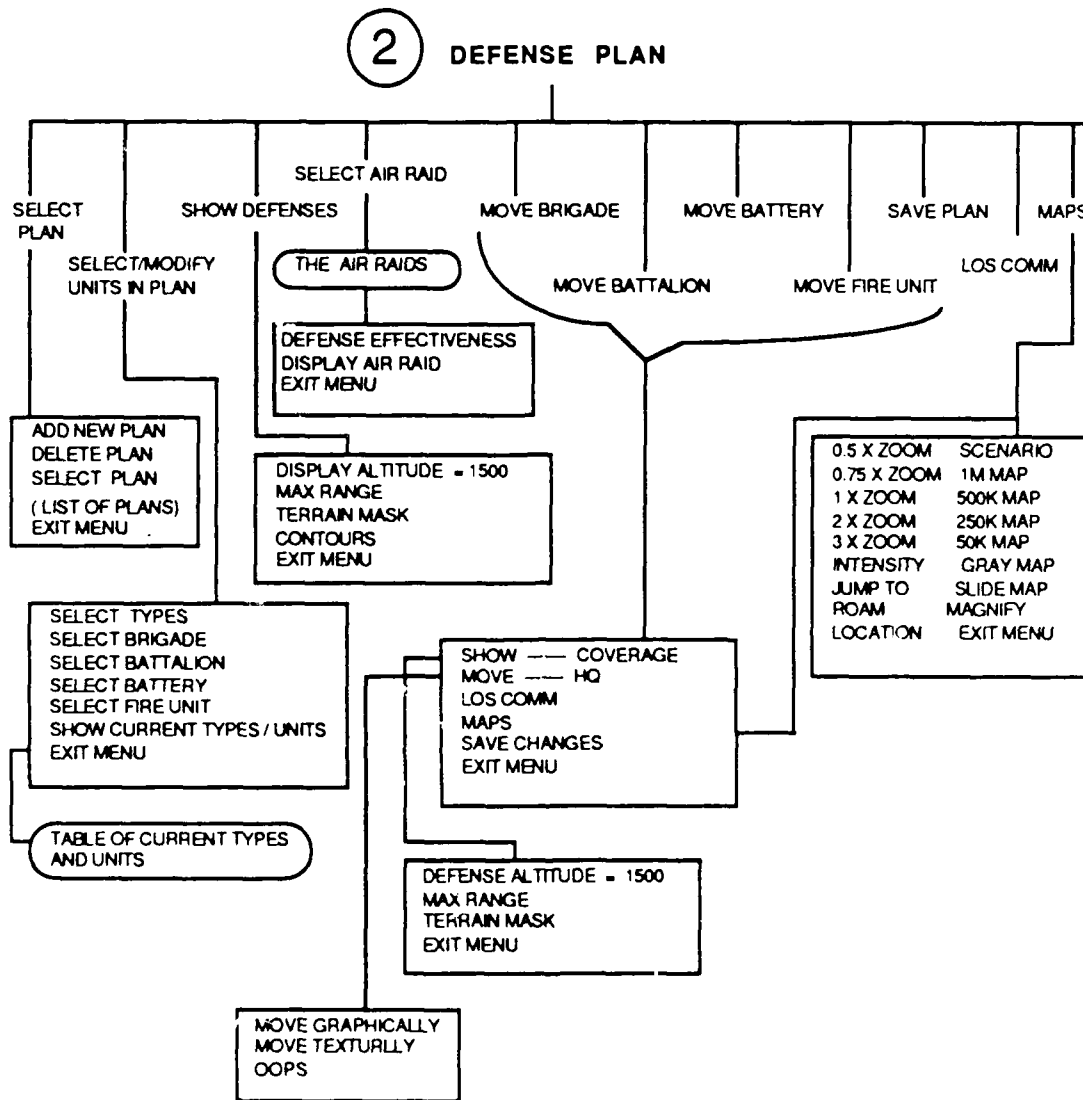 2 DEFENSE PLAN
SELECT AIR RAID
SELECT
PLAN
SHOW DEFENSES
MOVE BRIGADE
MOVE BATTERY
SAVE PLAN
MAPS
SELECT/MODIFY
UNITS IN PLAN
THE AIR RAIDS
MOVE BATTALION
MOVE FIRE UNIT
LOS COMM
DEFENSE EFFECTIVENESS
DISPLAY AIR RAID
EXIT MENU
ADD NEW PLAN
DELETE PLAN
SELECT PLAN
(LIST OF PLANS)
EXIT MENU
DISPLAY ALTITUDE = 1500
MAX RANGE
TERRAIN MASK
CONTOURS
EXIT MENU
0.5 X ZOOM SCENARIO
0.75 X ZOOM 1M MAP
1 X ZOOM 500K MAP
2 X ZOOM 250K MAP
3 X ZOOM 50K MAP
INTENSITY GRAY MAP
JUMP TO SLIDE MAP
ROAM MAGNIFY
LOCATION EXIT MENU
SELECT TYPES
SELECT BRIGADE
SELECT BATTALION
SELECT BATTERY
SELECT FIRE UNIT
SHOW CURRENT TYPES / UNITS
EXIT MENU
SHOW —— COVERAGE
MOVE —— HQ
LOS COMM
MAPS
SAVE CHANGES
EXIT MENU
TABLE OF CURRENT TYPES
AND UNITS
DEFENSE ALTITUDE = 1500
MAX RANGE
TERRAIN MASK
EXIT MENU
MOVE GRAPHICALLY
MOVE TEXTURLLY
OOPS